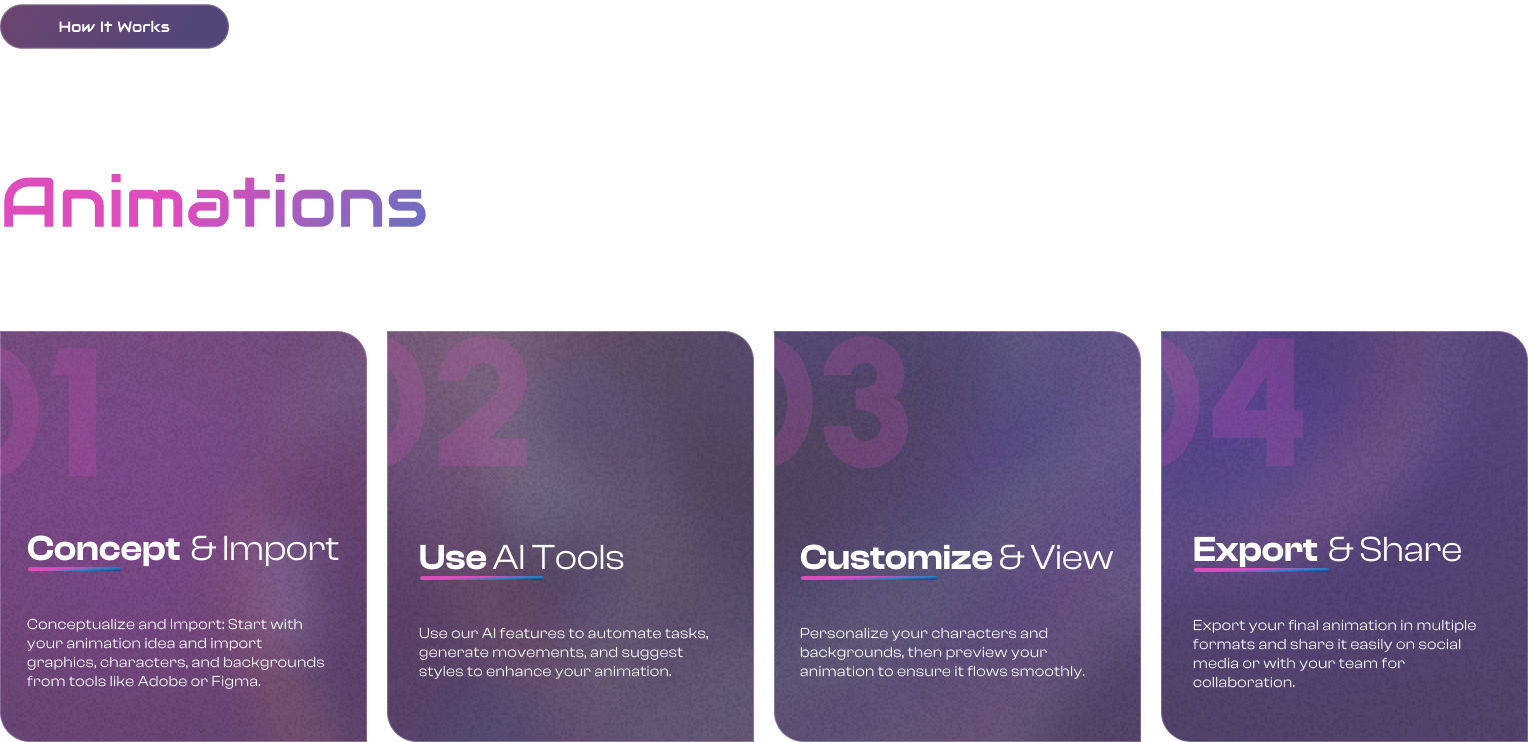 How It Works
Animations
01
Concept & Import
Conceptualize and Import: Start with
your animation idea and import
graphics, characters, and backgrounds
from tools like Adobe or Figma.
02
Use AI Tools
Use our AI features to automate tasks,
generate movements, and suggest
styles to enhance your animation.
03
Customize & View
Personalize your characters and
backgrounds, then preview your
animation to ensure it flows smoothly.
04
Export & Share
Export your final animation in multiple
formats and share it easily on social
media or with your team for
collaboration.